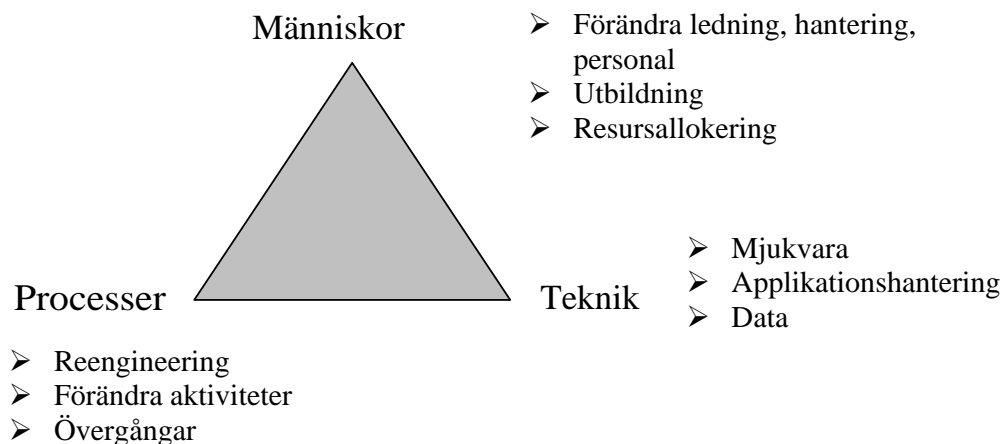 Människor
➢ Förändra ledning, hantering,
personal
➢ Utbildning
➢ Resursallokering
Processer
Teknik
➢ Mjukvara
➢ Applikationshantering
➢ Data
➢ Reengineering
➢ Förändra aktiviteter
➢ Övergångar